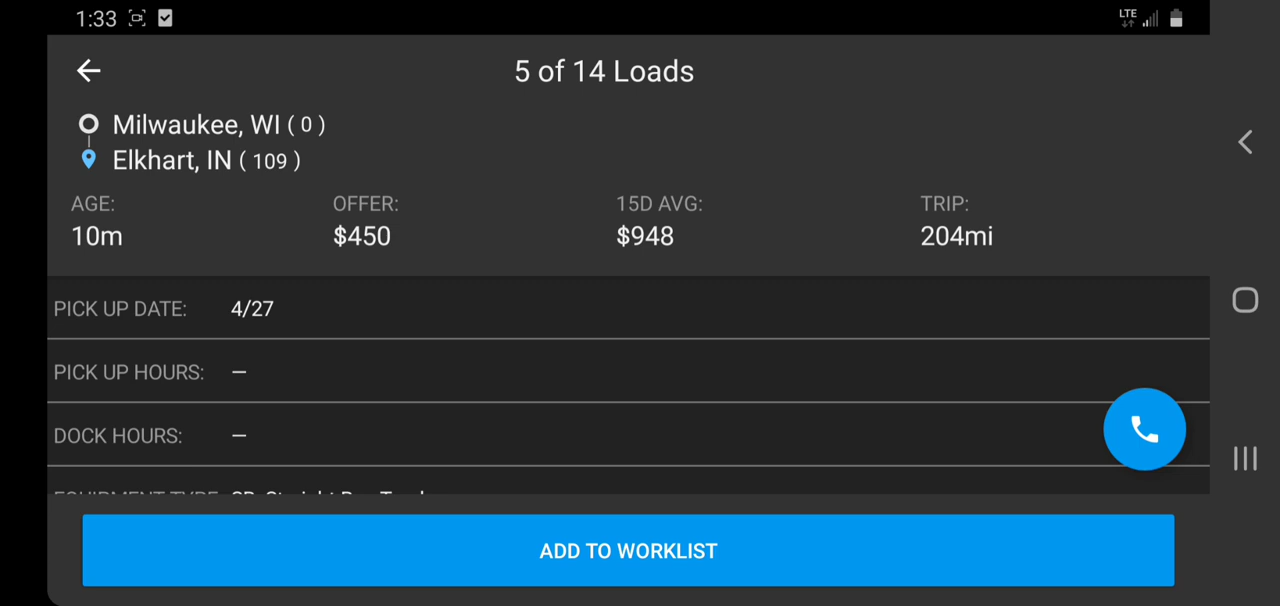 1:33
LTE
5 of 14 Loads
Milwaukee, WI ( 0 )
Elkhart, IN ( 109 )
AGE: OFFER: 15D AVG: TRIP:
10m $450 $948 204mi
PICK UP DATE: 4/27
PICK UP HOURS: –
DOCK HOURS: –
ADD TO WORKLIST